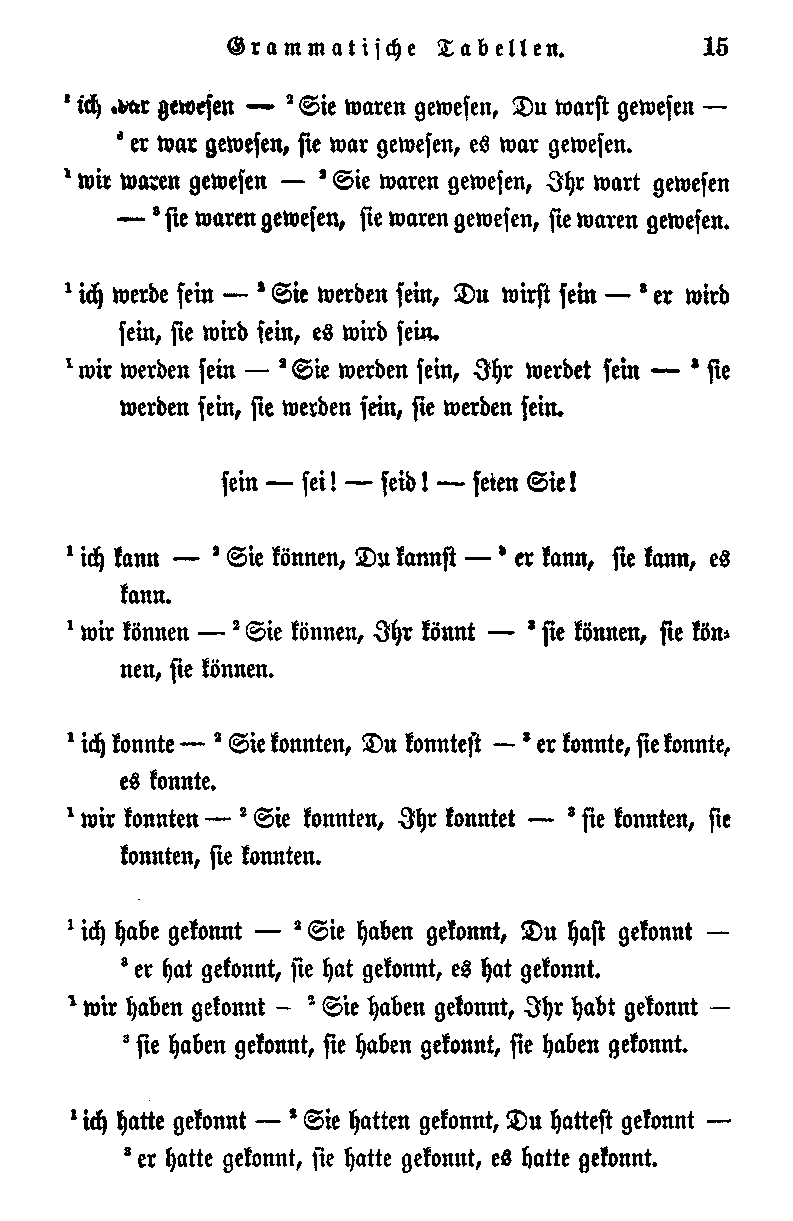 Grammatische Tabellen. 15
¹ ich war gewesen — ² Sie waren gewesen, Du warst gewesen —
³ er war gewesen, sie war gewesen, es war gewesen.
¹ wir waren gewesen — ² Sie waren gewesen, Ihr wart gewesen
— ³ sie waren gewesen, sie waren gewesen, sie waren gewesen.
¹ ich werde sein — ² Sie werden sein, Du wirst sein — ³ er wird
sein, sie wird sein, es wird sein.
¹ wir werden sein — ² Sie werden sein, Ihr werdet sein — ³ sie
werden sein, sie werden sein, sie werden sein.
sein — sei! — seid! — seien Sie!
¹ ich kann — ² Sie können, Du kannst — ³ er kann, sie kann, es
kann.
¹ wir können — ² Sie können, Ihr könnt — ³ sie können, sie kön-
nen, sie können.
¹ ich konnte — ² Sie konnten, Du konntest — ³ er konnte, sie konnte,
es konnte.
¹ wir konnten — ² Sie konnten, Ihr konntet — ³ sie konnten, sie
konnten, sie konnten.
¹ ich habe gekonnt — ² Sie haben gekonnt, Du hast gekonnt —
³ er hat gekonnt, sie hat gekonnt, es hat gekonnt.
¹ wir haben gekonnt — ² Sie haben gekonnt, Ihr habt gekonnt —
³ sie haben gekonnt, sie haben gekonnt, sie haben gekonnt.
¹ ich hatte gekonnt — ² Sie hatten gekonnt, Du hattest gekonnt —
³ er hatte gekonnt, sie hatte gekonnt, es hatte gekonnt.